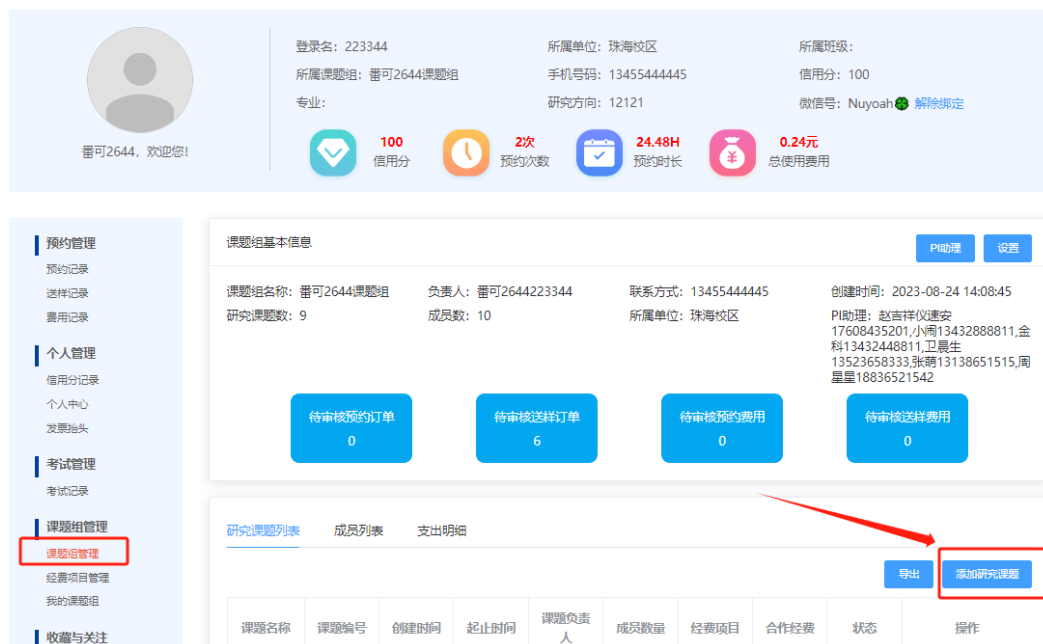 登录名：223344
所属单位：珠海校区
所属班级：
所属课题组：番可2644课题组
手机号码：13455444445
信用分：100
专业：
研究方向：12121
微信号：Nuyoah🍀 解除绑定
番可2644，欢迎您!
100
信用分
2次
预约次数
24.48H
预约时长
0.24元
总使用费用
预约管理
预约记录
送样记录
费用记录
个人管理
信用分记录
个人中心
发票抬头
考试管理
考试记录
课题组管理
课题组管理
经费项目管理
我的课题组
收藏与关注
课题组基本信息
PI助理
设置
课题组名称：番可2644课题组
负责人：番可2644223344
联系方式：13455444445
创建时间：2023-08-24 14:08:45
研究课题数：9
成员数：10
所属单位：珠海校区
PI助理：赵吉祥仪速安
17608435201,小闹13432888811,金
科13432448811,卫晨生
13523658333,张萌13138651515,周
星星18836521542
待审核预约订单
0
待审核送样订单
6
待审核预约费用
0
待审核送样费用
0
研究课题列表
成员列表
支出明细
导出
添加研究课题
课题名称
课题编号
创建时间
起止时间
课题负责
人
成员数量
经费项目
合作经费
状态
操作